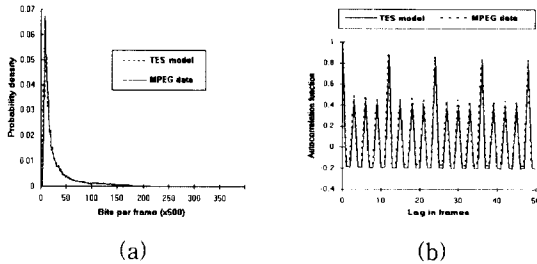 TES model
MPEG data
Probability density
0.07
0.06
0.05
0.04
0.03
0.02
0.01
0
0 50 100 150 200 250 300 350 400
Bits per frame (x500)
(a)
TES model MPEG data
Autocorrelation function
1
0.8
0.6
0.4
0.2
0
-0.2
-0.4
0 10 20 30 40 50
Lag in frames
(b)